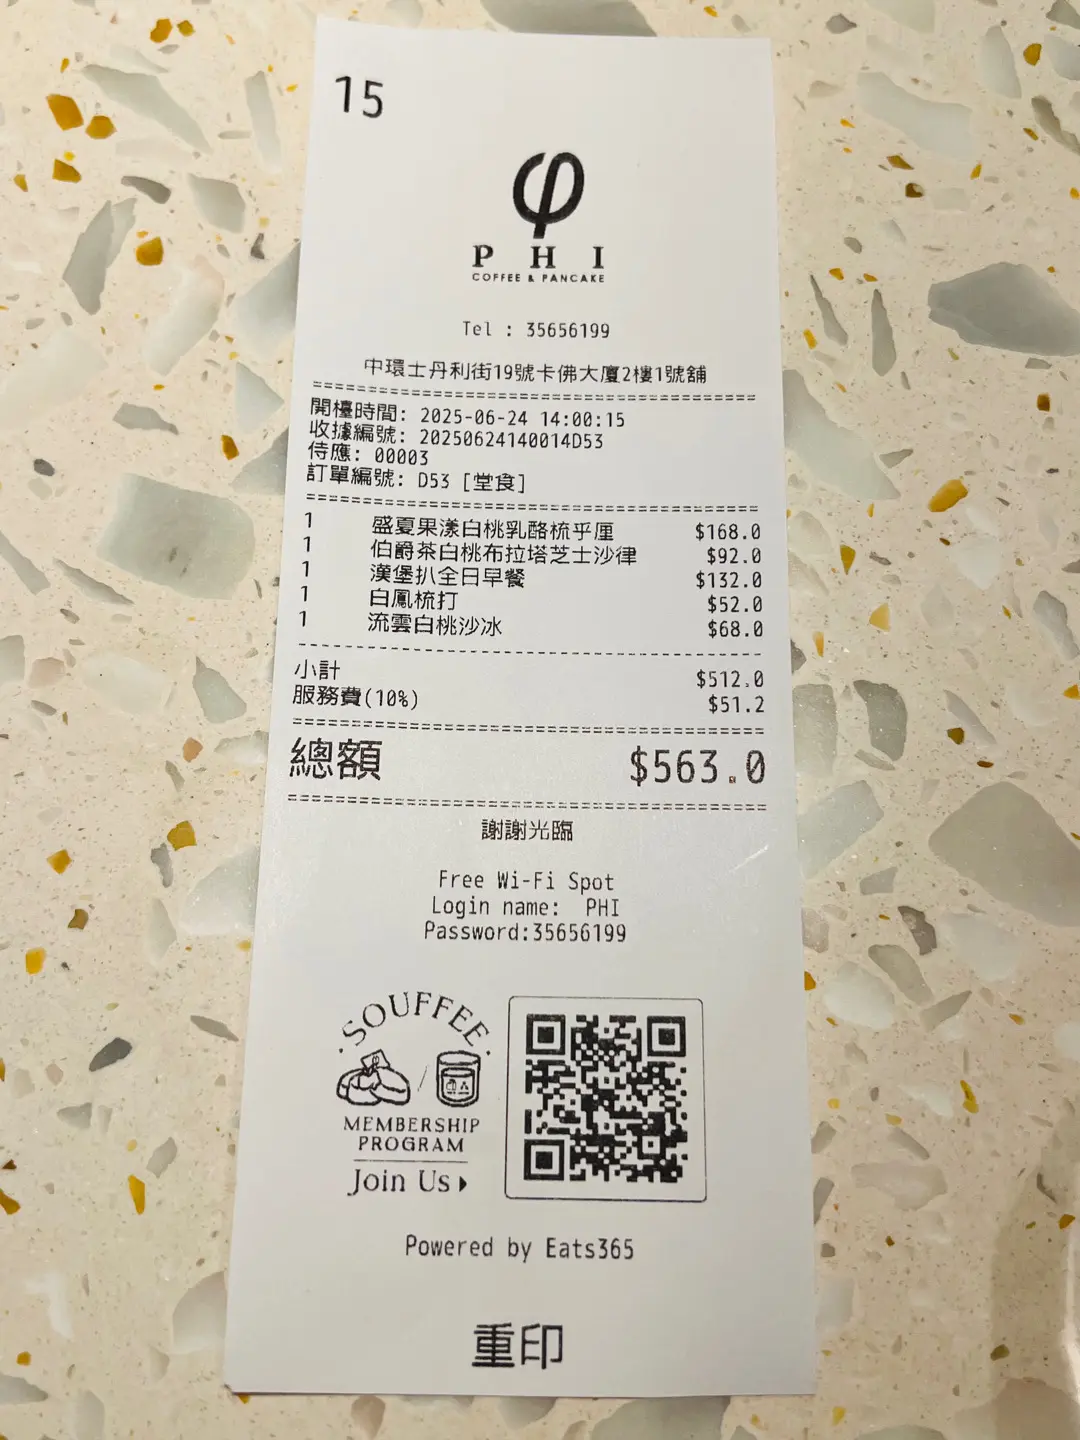 15
PHI
COFFEE & PANCAKE
Tel : 35656199
中環士丹利街19號卡佛大廈2樓1號舖
開檯時間: 2025-06-24 14:00:15
收據編號: 20250624140014D53
侍應: 00003
訂單編號: D53 [堂食]
1 盛夏果漾白桃乳酪梳乎厘 $168.0
1 伯爵茶白桃布拉塔芝士沙律 $92.0
1 漢堡扒全日早餐 $132.0
1 白鳳梳打 $52.0
1 流雲白桃沙冰 $68.0
小計 $512.0
服務費(10%) $51.2
總額 $563.0
謝謝光臨
Free Wi-Fi Spot
Login name: PHI
Password:35656199
·SOUFFEE·
MEMBERSHIP
PROGRAM
Join Us
Powered by Eats365
重印